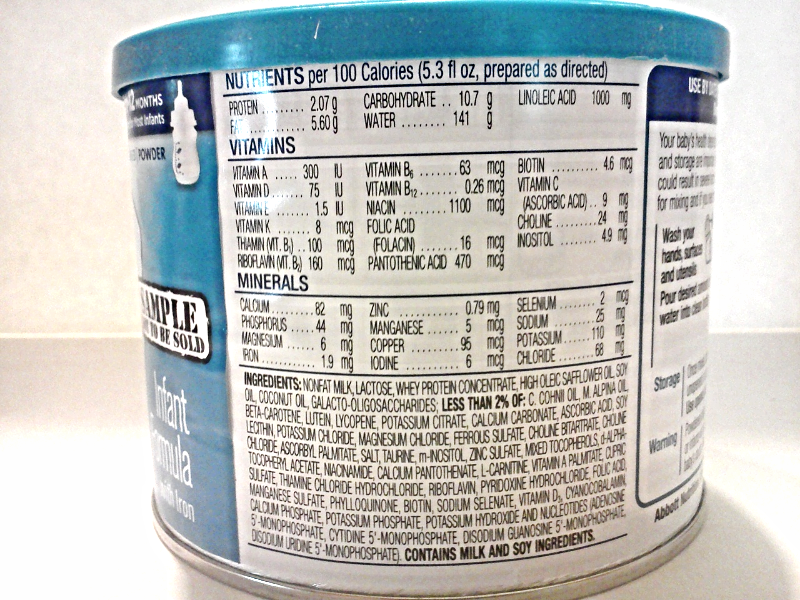 12 MONTHS
Most Infants
POWDER
SAMPLE
TO BE SOLD
Infant
Formula
with Iron
NUTRIENTS per 100 Calories (5.3 fl oz, prepared as directed)
PROTEIN ......... 2.07 g CARBOHYDRATE .. 10.7 g LINOLEIC ACID 1000 mg
FAT ............ 5.60 g WATER ........ 141 g
VITAMINS
VITAMIN A ..... 300 IU VITAMIN B6 ........ 63 mcg BIOTIN ........... 4.6 mcg
VITAMIN D ...... 75 IU VITAMIN B12 ...... 0.26 mcg VITAMIN C
VITAMIN E ...... 1.5 IU NIACIN ......... 1100 mcg (ASCORBIC ACID) .. 9 mg
VITAMIN K ....... 8 mcg FOLIC ACID CHOLINE .......... 24 mg
THIAMIN (VIT. B1) .. 100 mcg (FOLACIN) ........ 16 mcg INOSITOL ........ 4.9 mg
RIBOFLAVIN (VIT. B2) 160 mcg PANTOTHENIC ACID 470 mcg
MINERALS
CALCIUM .......... 82 mg ZINC ........... 0.79 mg SELENIUM ......... 2 mcg
PHOSPHORUS ..... 44 mg MANGANESE ...... 5 mcg SODIUM .......... 25 mg
MAGNESIUM ....... 6 mg COPPER .......... 95 mcg POTASSIUM ...... 110 mg
IRON ............. 1.9 mg IODINE ........... 6 mcg CHLORIDE ........ 68 mg
INGREDIENTS: NONFAT MILK, LACTOSE, WHEY PROTEIN CONCENTRATE, HIGH OLEIC SAFFLOWER OIL, SOY
OIL, COCONUT OIL, GALACTO-OLIGOSACCHARIDES; LESS THAN 2% OF: C. COHNII OIL, M. ALPINA OIL,
BETA-CAROTENE, LUTEIN, LYCOPENE, POTASSIUM CITRATE, CALCIUM CARBONATE, ASCORBIC ACID, SOY
LECITHIN, POTASSIUM CHLORIDE, MAGNESIUM CHLORIDE, FERROUS SULFATE, CHOLINE BITARTRATE, CHOLINE
CHLORIDE, ASCORBYL PALMITATE, SALT, TAURINE, m-INOSITOL, ZINC SULFATE, MIXED TOCOPHEROLS, d-ALPHA-
TOCOPHERYL ACETATE, NIACINAMIDE, CALCIUM PANTOTHENATE, L-CARNITINE, VITAMIN A PALMITATE, CUPRIC
SULFATE, THIAMINE CHLORIDE HYDROCHLORIDE, RIBOFLAVIN, PYRIDOXINE HYDROCHLORIDE, FOLIC ACID,
MANGANESE SULFATE, PHYLLOQUINONE, BIOTIN, SODIUM SELENATE, VITAMIN D3, CYANOCOBALAMIN,
CALCIUM PHOSPHATE, POTASSIUM PHOSPHATE, POTASSIUM HYDROXIDE AND NUCLEOTIDES (ADENOSINE
5'-MONOPHOSPHATE, CYTIDINE 5'-MONOPHOSPHATE, DISODIUM GUANOSINE 5'-MONOPHOSPHATE,
DISODIUM URIDINE 5'-MONOPHOSPHATE). CONTAINS MILK AND SOY INGREDIENTS.
USE BY
Your baby's health
and storage are
could result in
for mixing and
Wash your
hands, surfaces
and utensils
Pour desired
water into
Storage
Warning
Abbott